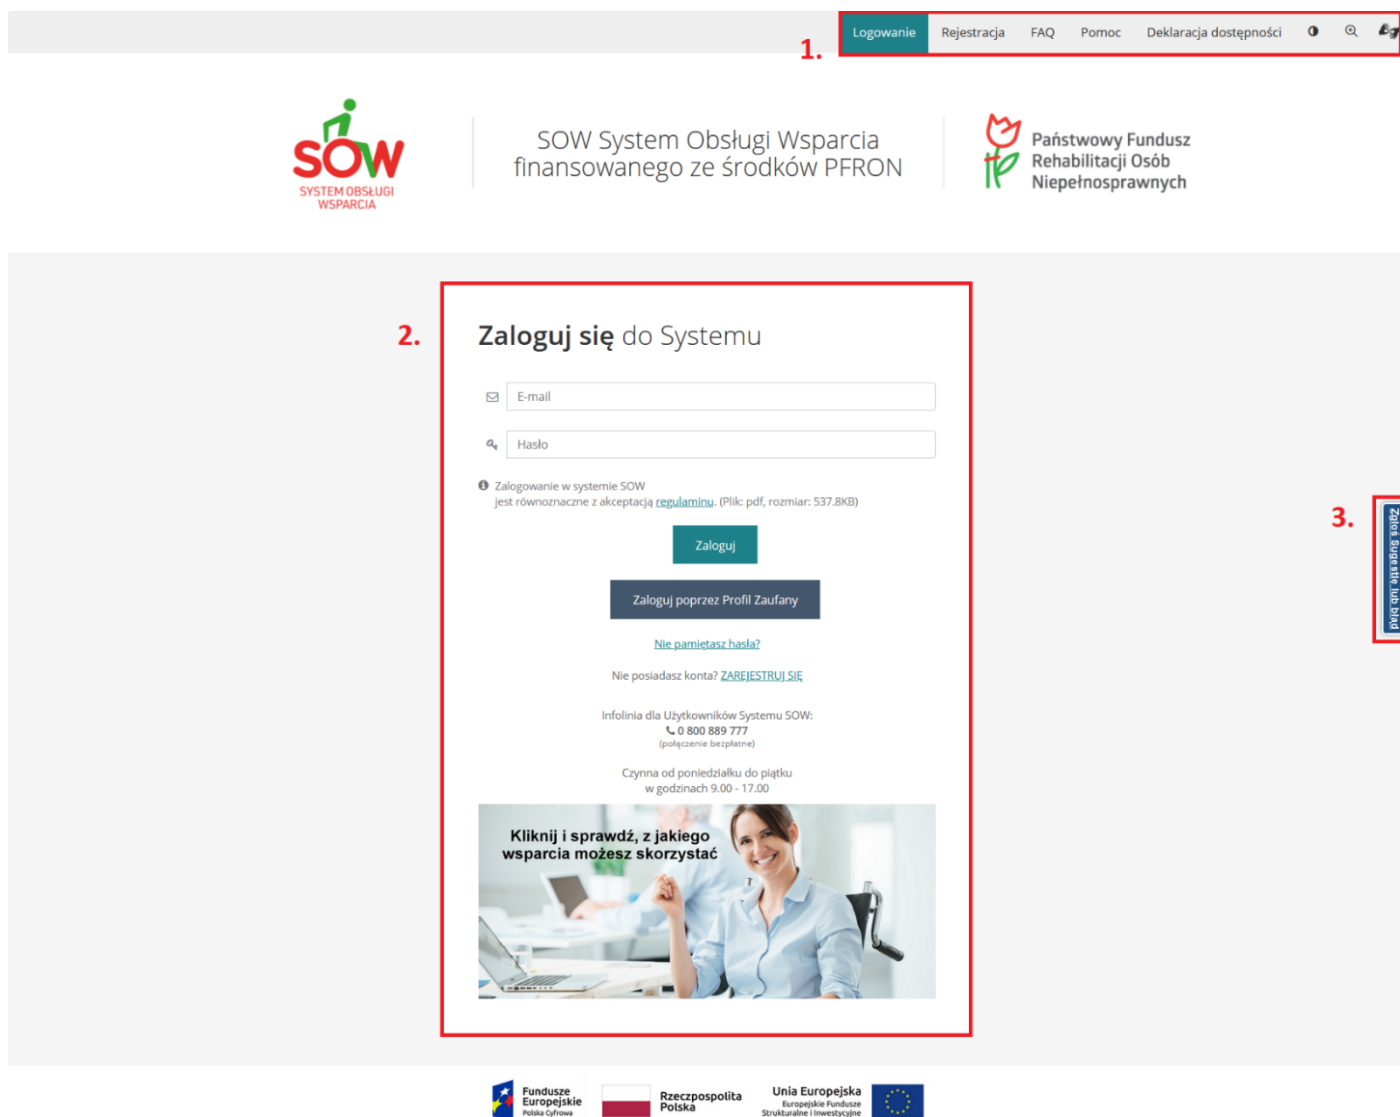 1.
Logowanie Rejestracja FAQ Pomoc Deklaracja dostępności
SOW
SYSTEM OBSŁUGI
WSPARCIA
SOW System Obsługi Wsparcia
finansowanego ze środków PFRON
Państwowy Fundusz
Rehabilitacji Osób
Niepełnosprawnych
2.
Zaloguj się do Systemu
E-mail
Hasło
Zalogowanie w systemie SOW
jest równoznaczne z akceptacją regulaminu. (Plik: pdf, rozmiar: 537.8KB)
Zaloguj
Zaloguj poprzez Profil Zaufany
Nie pamiętasz hasła?
Nie posiadasz konta? ZAREJESTRUJ SIĘ
Infolinia dla Użytkowników Systemu SOW:
0 800 889 777
(połączenie bezpłatne)
Czynna od poniedziałku do piątku
w godzinach 9.00 - 17.00
Kliknij i sprawdź, z jakiego
wsparcia możesz skorzystać
3.
Zgłoś sugestię lub błąd
Fundusze
Europejskie
Polska Cyfrowa
Rzeczpospolita
Polska
Unia Europejska
Europejskie Fundusze
Strukturalne i Inwestycyjne